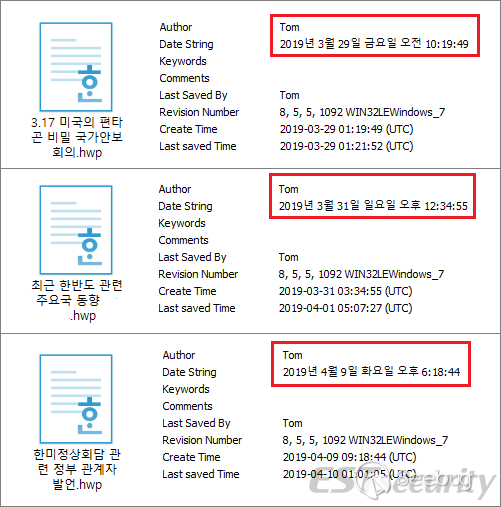 Author Tom
Date String 2019년 3월 29일 금요일 오전 10:19:49
Keywords
Comments
Last Saved By Tom
Revision Number 8, 5, 5, 1092 WIN32LEWindows_7
Create Time 2019-03-29 01:19:49 (UTC)
Last saved Time 2019-03-29 01:21:52 (UTC)
한
3.17 미국의 펜타
곤 비밀 국가안보
회의.hwp
Author Tom
Date String 2019년 3월 31일 일요일 오후 12:34:55
Keywords
Comments
Last Saved By Tom
Revision Number 8, 5, 5, 1092 WIN32LEWindows_7
Create Time 2019-03-31 03:34:55 (UTC)
Last saved Time 2019-04-01 05:07:27 (UTC)
한
최근 한반도 관련
주요국 동향
.hwp
Author Tom
Date String 2019년 4월 9일 화요일 오후 6:18:44
Keywords
Comments
Last Saved By Tom
Revision Number 8, 5, 5, 1092 WIN32LEWindows_7
Create Time 2019-04-09 09:18:44 (UTC)
Last saved Time 2019-04-10 01:01:05 (UTC)
한
한미정상회담 관
련 정부 관계자
발언.hwp
ESTsecurity
Seebug